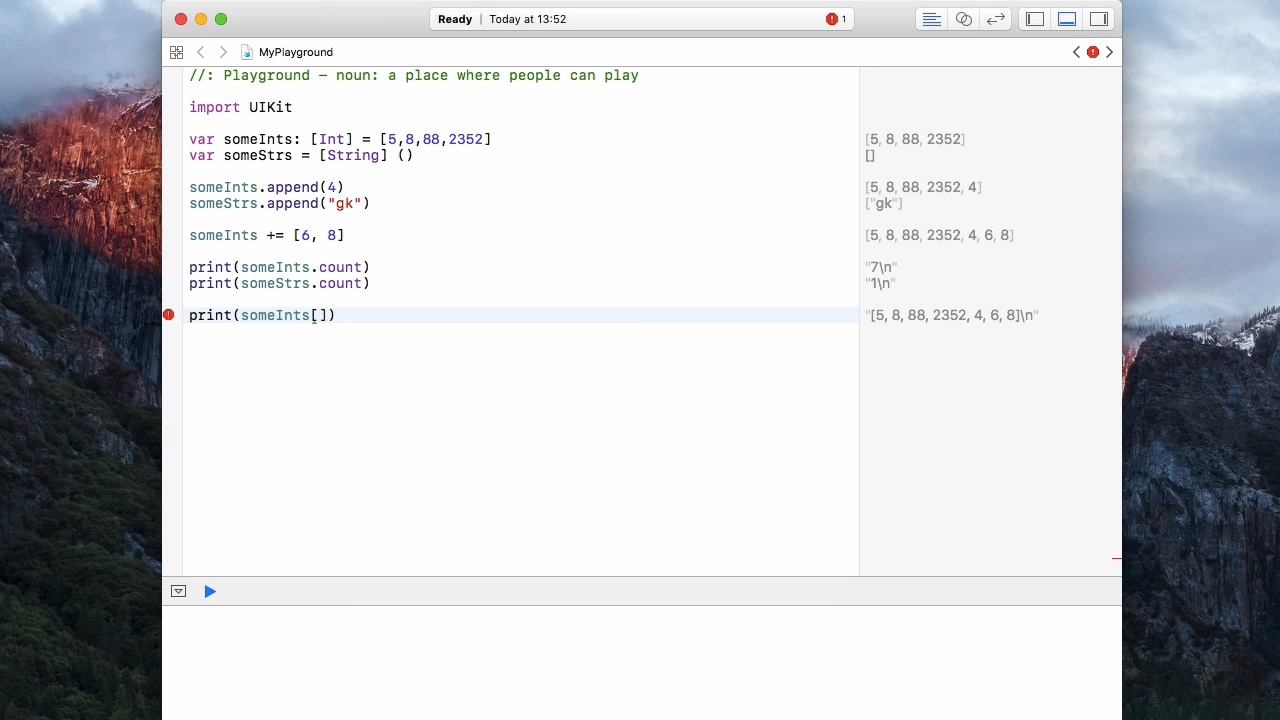 Ready | Today at 13:52
1
MyPlayground
//: Playground – noun: a place where people can play
import UIKit
var someInts: [Int] = [5,8,88,2352]
[5, 8, 88, 2352]
var someStrs = [String] ()
[]
someInts.append(4)
[5, 8, 88, 2352, 4]
someStrs.append("gk")
["gk"]
someInts += [6, 8]
[5, 8, 88, 2352, 4, 6, 8]
print(someInts.count)
"7\n"
print(someStrs.count)
"1\n"
print(someInts[])
"[5, 8, 88, 2352, 4, 6, 8]\n"